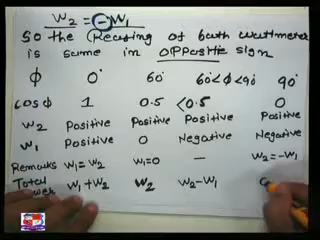 W₂ = -W₁
So the Reading of both wattmeter
is same in opposite sign
φ 0° 60° 60°<φ<90° 90°
cosφ 1 0.5 <0.5 0
W₂ Positive Positive Positive Positive
W₁ Positive 0 Negative Negative
Remarks W₁=W₂ W₁=0 — W₂=-W₁
Total W₁+W₂ W₂ W₂-W₁